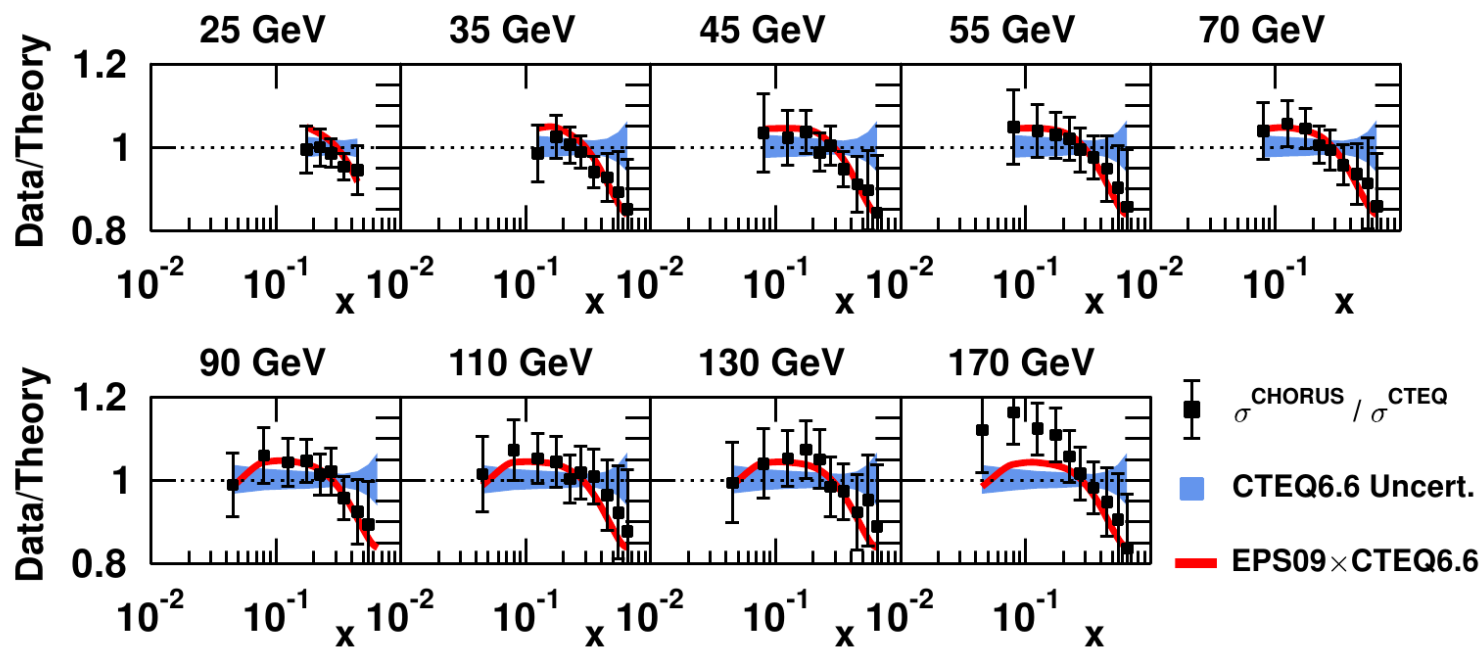 25 GeV 35 GeV 45 GeV 55 GeV 70 GeV
Data/Theory
1.2
1
0.8
10⁻² 10⁻¹ 10⁻² 10⁻¹ 10⁻² 10⁻¹ 10⁻² 10⁻¹ 10⁻² 10⁻¹
x x x x x
90 GeV 110 GeV 130 GeV 170 GeV
Data/Theory
1.2
1
0.8
10⁻² 10⁻¹ 10⁻² 10⁻¹ 10⁻² 10⁻¹ 10⁻² 10⁻¹
x x x x
σ^CHORUS / σ^CTEQ
CTEQ6.6 Uncert.
EPS09×CTEQ6.6